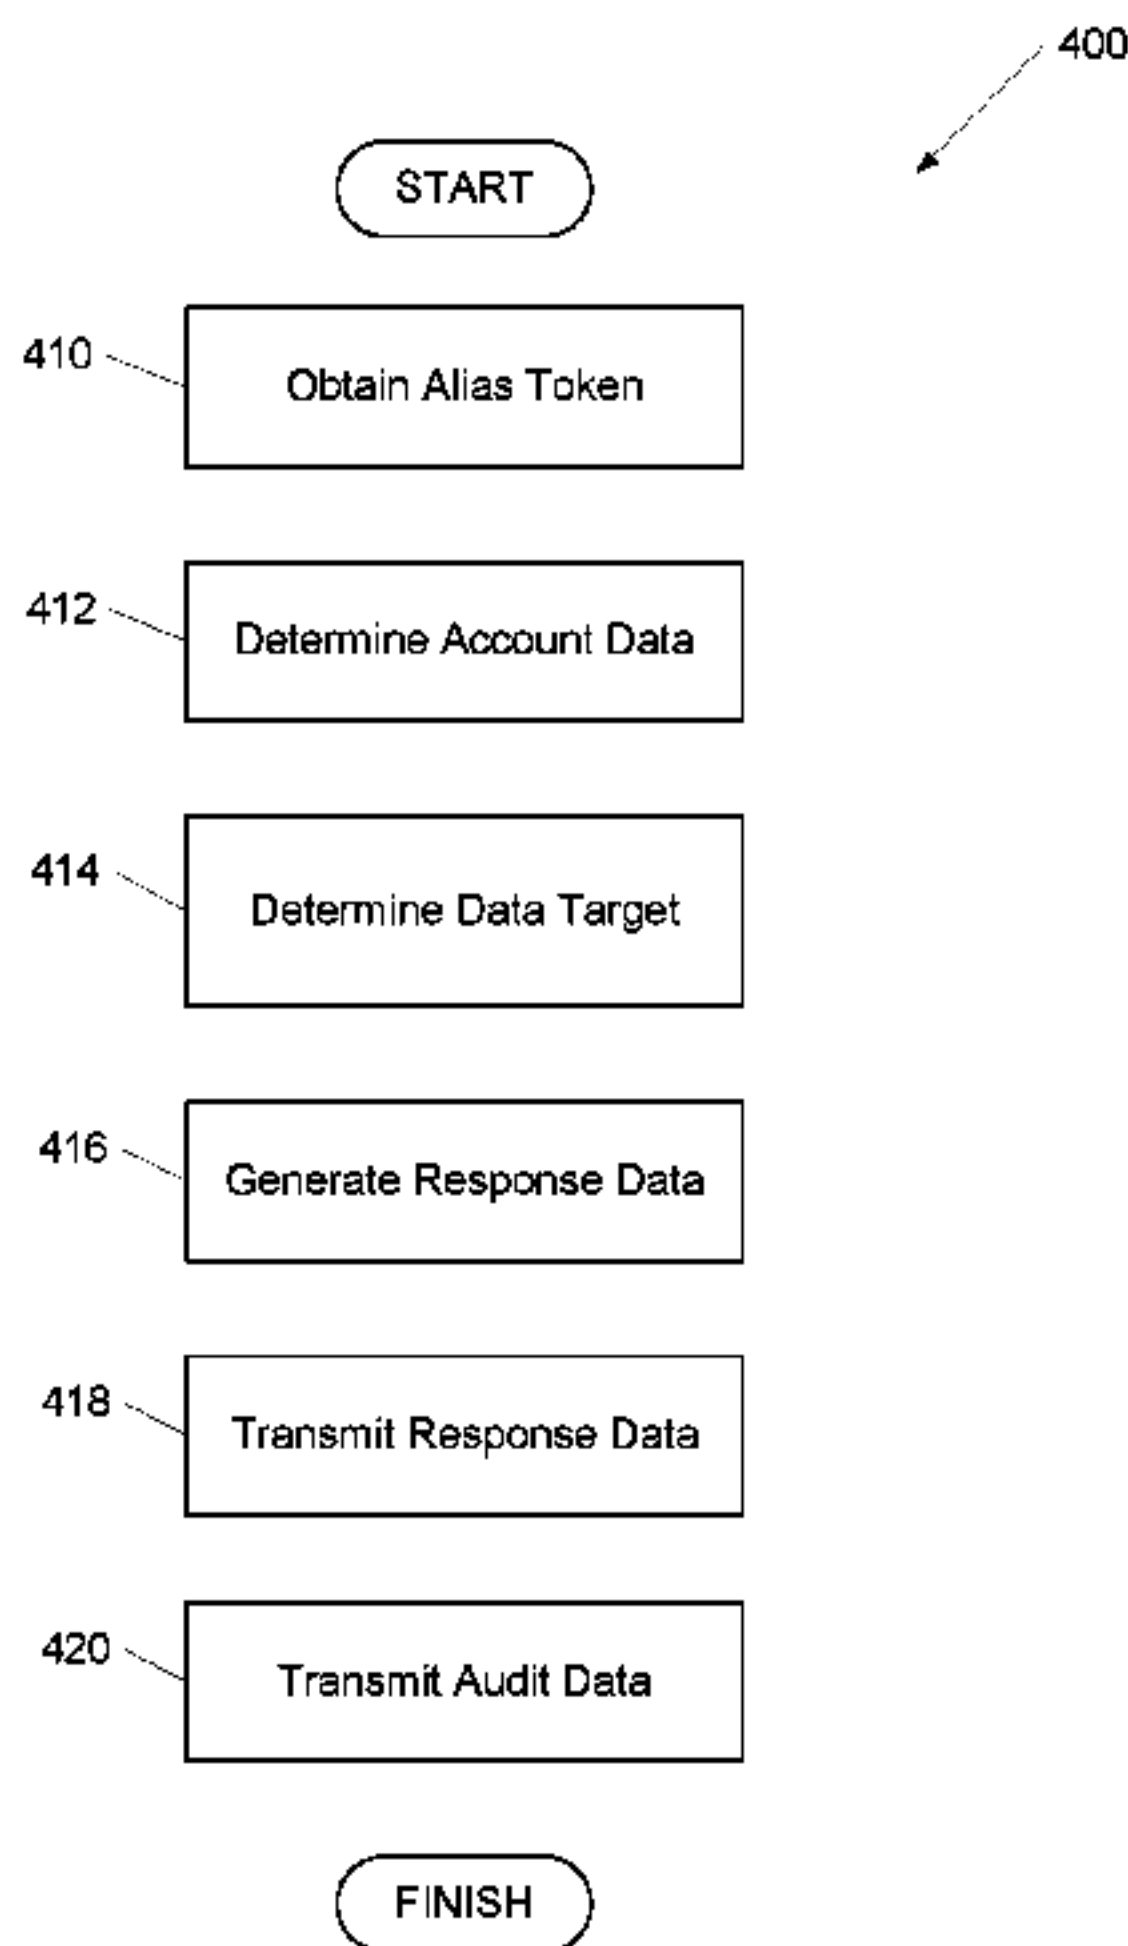 400
START
410
Obtain Alias Token
412
Determine Account Data
414
Determine Data Target
416
Generate Response Data
418
Transmit Response Data
420
Transmit Audit Data
FINISH